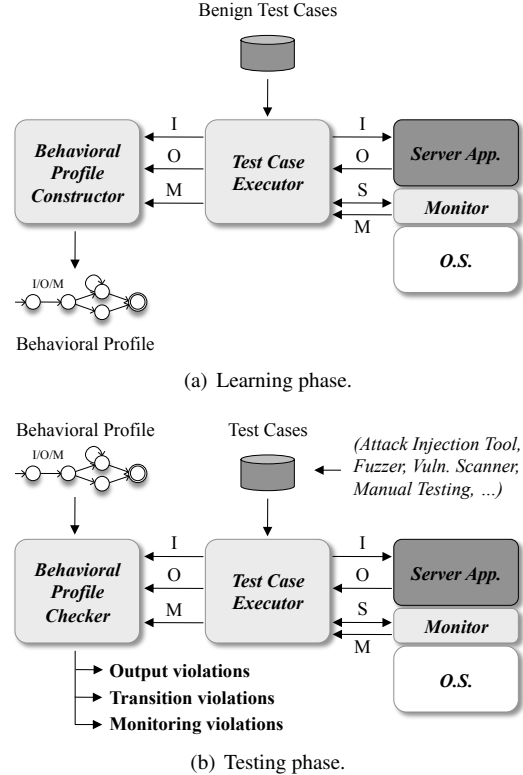 Benign Test Cases
I
O
M
I
O
S
M
Behavioral
Profile
Constructor
Test Case
Executor
Server App.
Monitor
O.S.
I/O/M
Behavioral Profile
(a) Learning phase.
Behavioral Profile
I/O/M
Test Cases
(Attack Injection Tool,
Fuzzer, Vuln. Scanner,
Manual Testing, ...)
I
O
M
I
O
S
M
Behavioral
Profile
Checker
Test Case
Executor
Server App.
Monitor
O.S.
Output violations
Transition violations
Monitoring violations
(b) Testing phase.